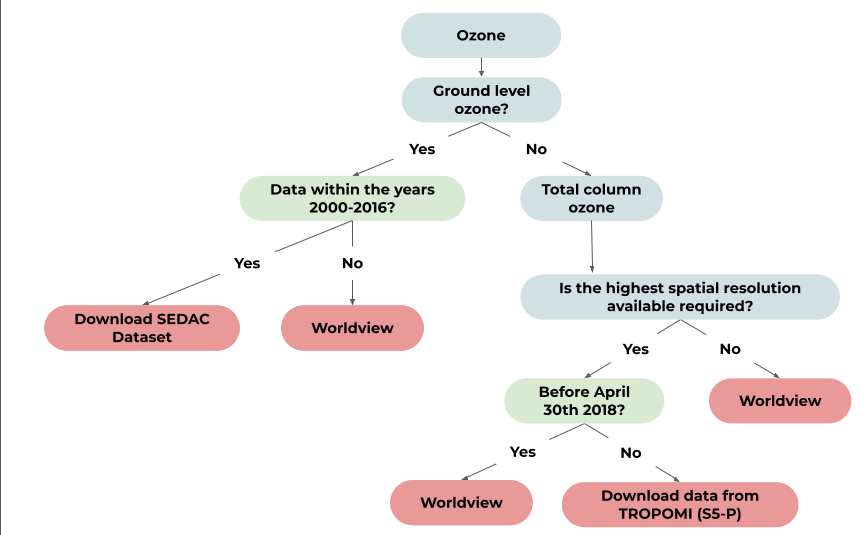 Ozone
Ground level
ozone?
Yes
No
Data within the years
2000-2016?
Total column
ozone
Yes
No
Is the highest spatial resolution
available required?
Download SEDAC
Dataset
Worldview
Yes
No
Before April
30th 2018?
Worldview
Yes
No
Worldview
Download data from
TROPOMI (S5-P)